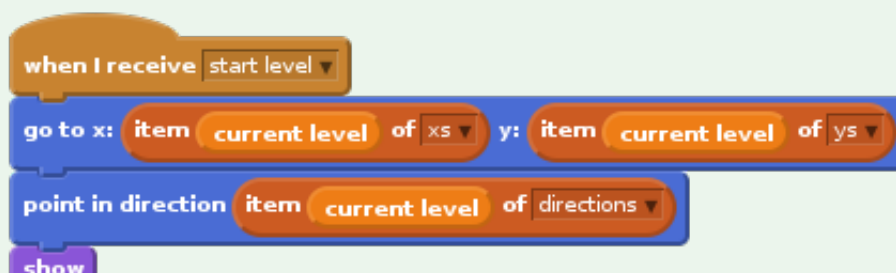 when I receive start level
go to x: item current level of xs y: item current level of ys
point in direction item current level of directions
show